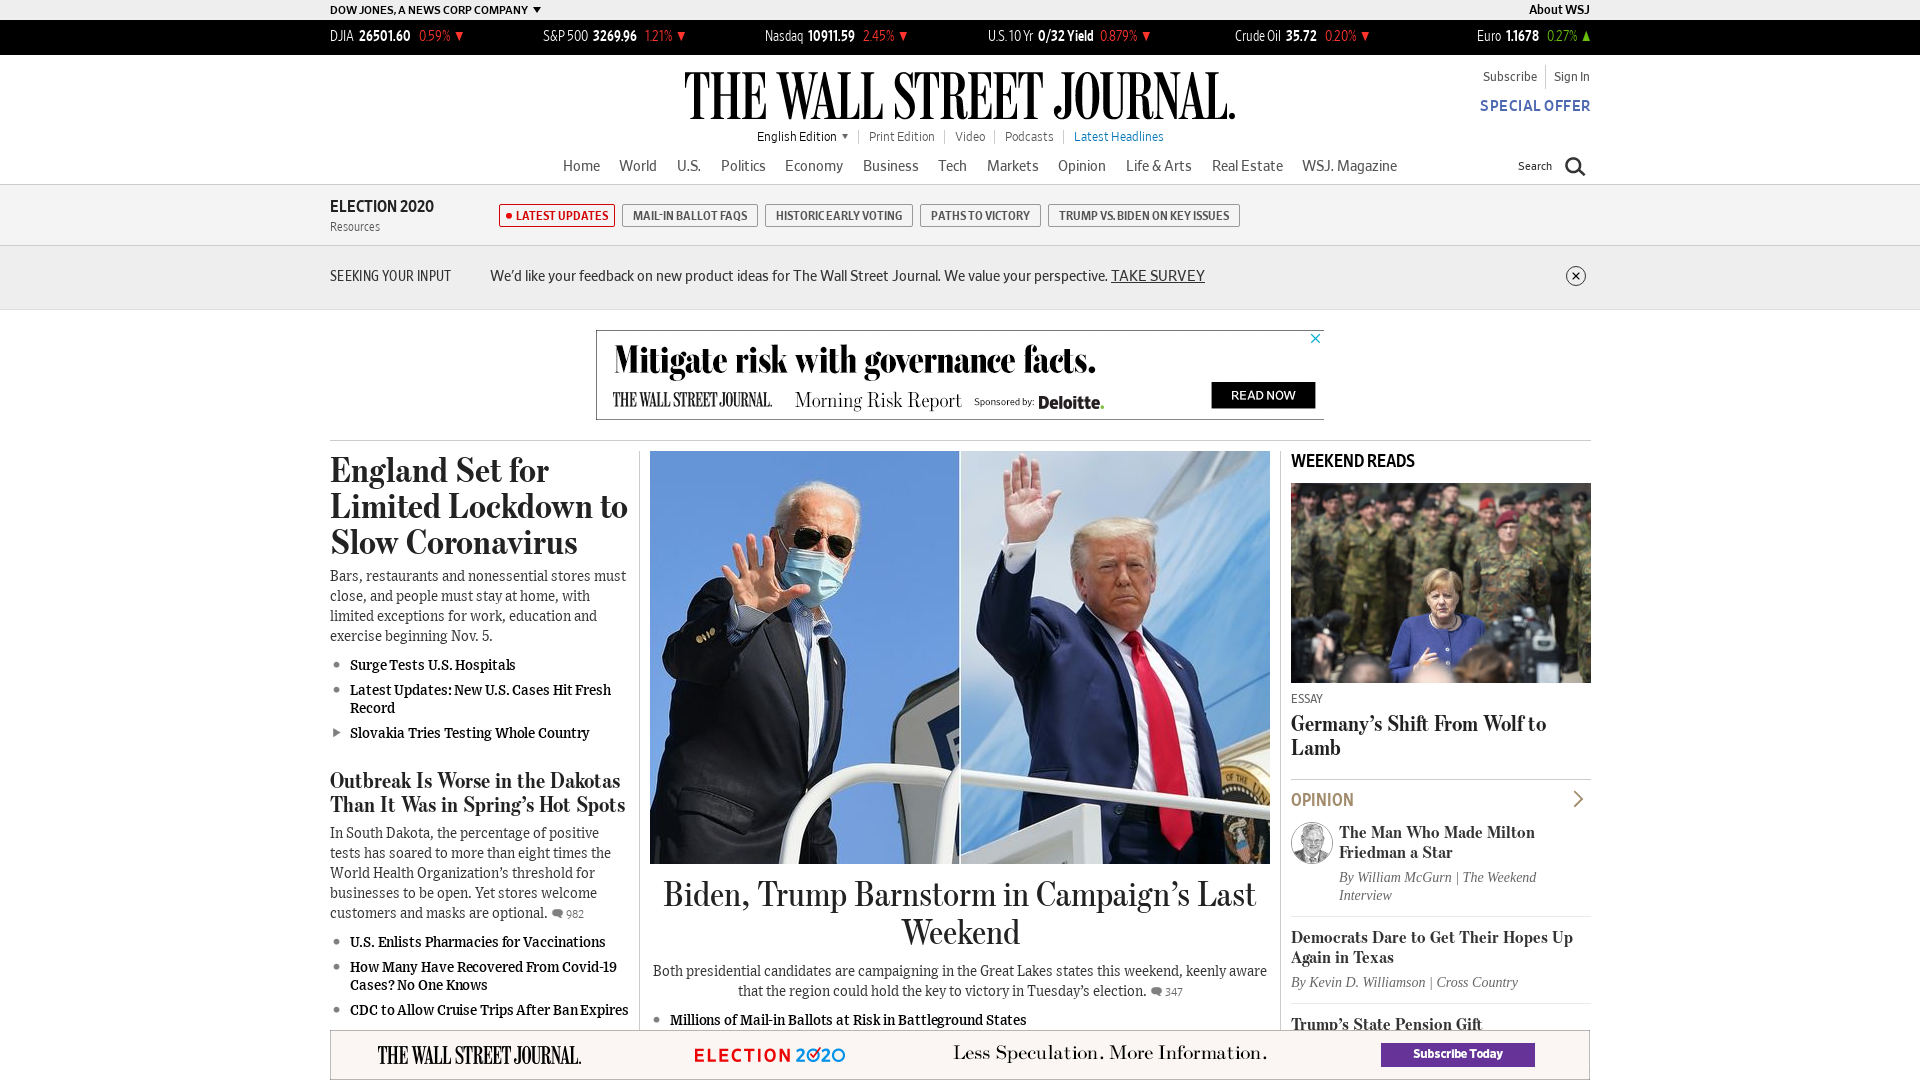 DOW JONES, A NEWS CORP COMPANY
About WSJ
DJIA 26501.60 0.59%
S&P 500 3269.96 1.21%
Nasdaq 10911.59 2.45%
U.S. 10 Yr 0/32 Yield 0.879%
Crude Oil 35.72 0.20%
Euro 1.1678 0.27%
THE WALL STREET JOURNAL.
Subscribe
Sign In
SPECIAL OFFER
English Edition
Print Edition
Video
Podcasts
Latest Headlines
Home
World
U.S.
Politics
Economy
Business
Tech
Markets
Opinion
Life & Arts
Real Estate
WSJ. Magazine
Search
ELECTION 2020
Resources
LATEST UPDATES
MAIL-IN BALLOT FAQS
HISTORIC EARLY VOTING
PATHS TO VICTORY
TRUMP VS. BIDEN ON KEY ISSUES
SEEKING YOUR INPUT
We'd like your feedback on new product ideas for The Wall Street Journal. We value your perspective. TAKE SURVEY
Mitigate risk with governance facts.
THE WALL STREET JOURNAL.
Morning Risk Report
Sponsored by: Deloitte.
READ NOW
England Set for
Limited Lockdown to
Slow Coronavirus
Bars, restaurants and nonessential stores must
close, and people must stay at home, with
limited exceptions for work, education and
exercise beginning Nov. 5.
Surge Tests U.S. Hospitals
Latest Updates: New U.S. Cases Hit Fresh
Record
Slovakia Tries Testing Whole Country
Outbreak Is Worse in the Dakotas
Than It Was in Spring's Hot Spots
In South Dakota, the percentage of positive
tests has soared to more than eight times the
World Health Organization's threshold for
businesses to be open. Yet stores welcome
customers and masks are optional. 982
U.S. Enlists Pharmacies for Vaccinations
How Many Have Recovered From Covid-19
Cases? No One Knows
CDC to Allow Cruise Trips After Ban Expires
Biden, Trump Barnstorm in Campaign's Last
Weekend
Both presidential candidates are campaigning in the Great Lakes states this weekend, keenly aware
that the region could hold the key to victory in Tuesday's election. 347
Millions of Mail-in Ballots at Risk in Battleground States
WEEKEND READS
ESSAY
Germany's Shift From Wolf to
Lamb
OPINION
The Man Who Made Milton
Friedman a Star
By William McGurn | The Weekend
Interview
Democrats Dare to Get Their Hopes Up
Again in Texas
By Kevin D. Williamson | Cross Country
Trump's State Pension Gift
THE WALL STREET JOURNAL.
ELECTION 2020
Less Speculation. More Information.
Subscribe Today